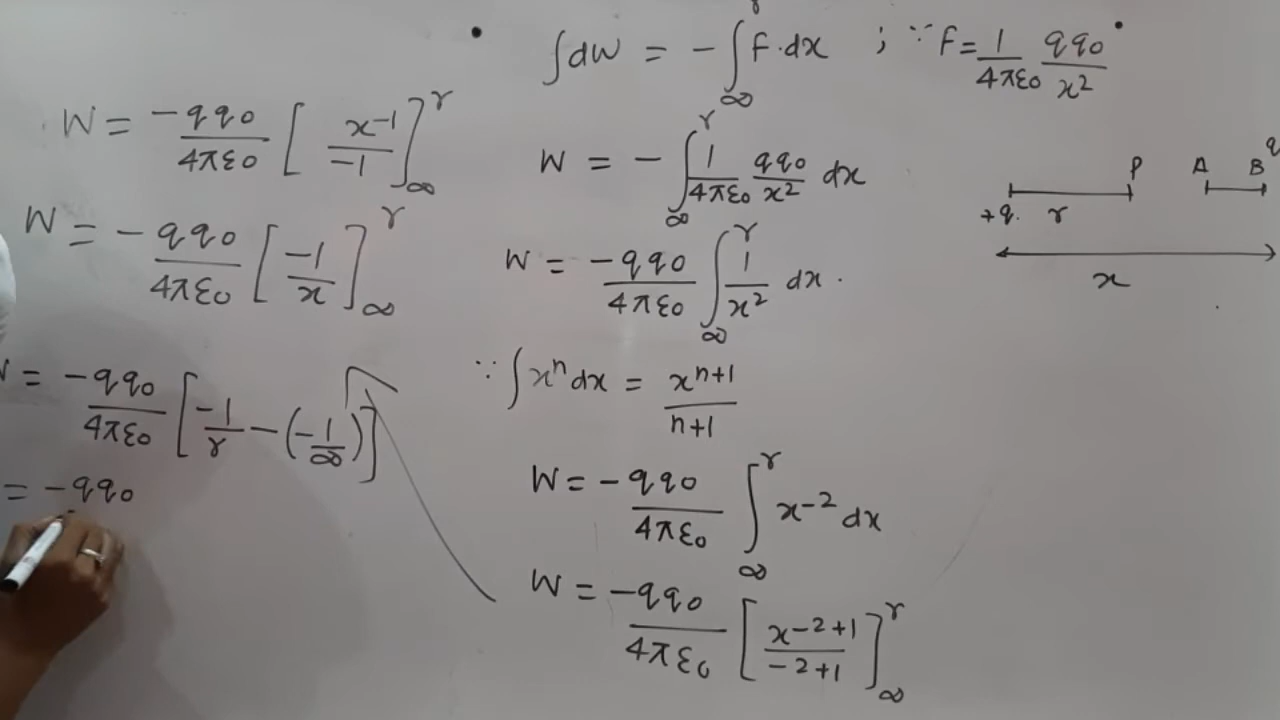 ∫dW = -∫_∞^r F·dx ; ∵ F = 1/4πε0 qq0/x²
W = -∫_∞^r 1/4πε0 qq0/x² dx
W = -qq0/4πε0 ∫_∞^r 1/x² dx.
∵ ∫xⁿdx = xⁿ⁺¹/n+1
W = -qq0/4πε0 ∫_∞^r x⁻² dx
W = -qq0/4πε0 [x⁻²⁺¹/-2+1]_∞^r
W = -qq0/4πε0 [x⁻¹/-1]_∞^r
W = -qq0/4πε0 [-1/x]_∞^r
W = -qq0/4πε0 [-1/r - (-1/∞)]
= -qq0
P A B q
+q. r
x